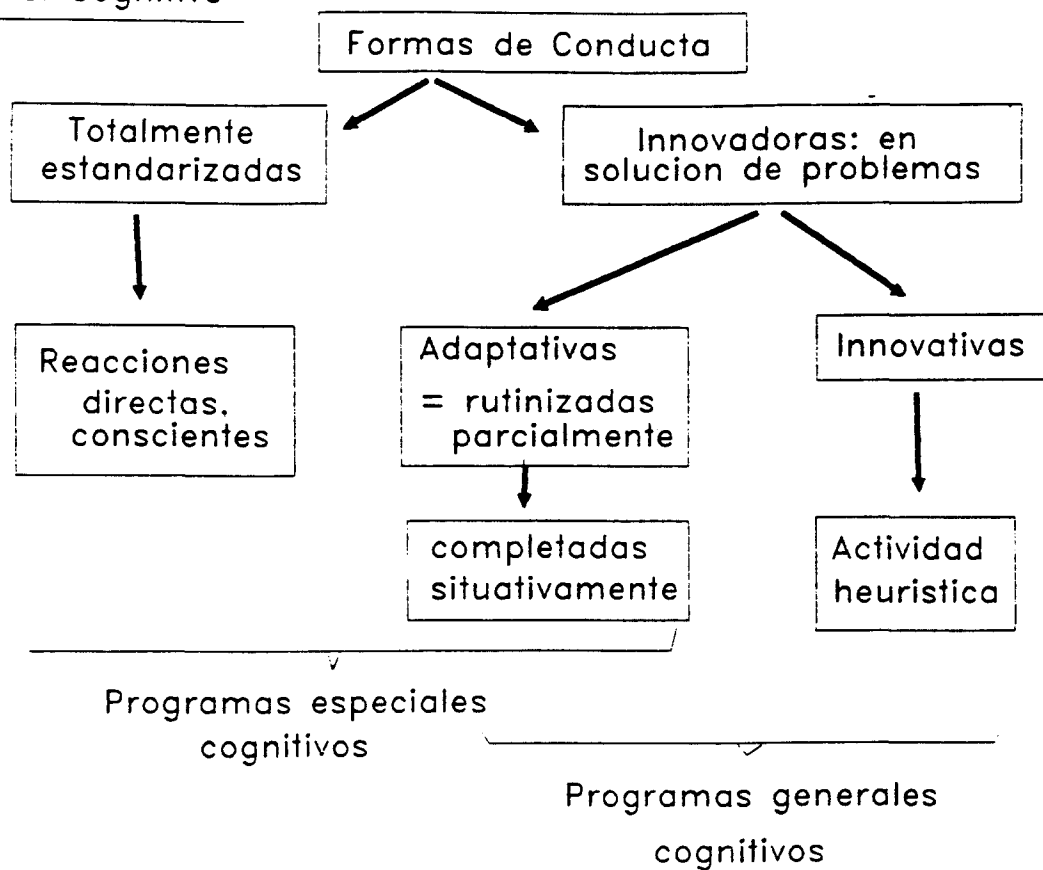 Formas de Conducta
Totalmente
estandarizadas
Innovadoras: en
solucion de problemas
Reacciones
directas,
conscientes
Adaptativas
= rutinizadas
parcialmente
Innovativas
completadas
situativamente
Actividad
heuristica
Programas especiales
cognitivos
Programas generales
cognitivos